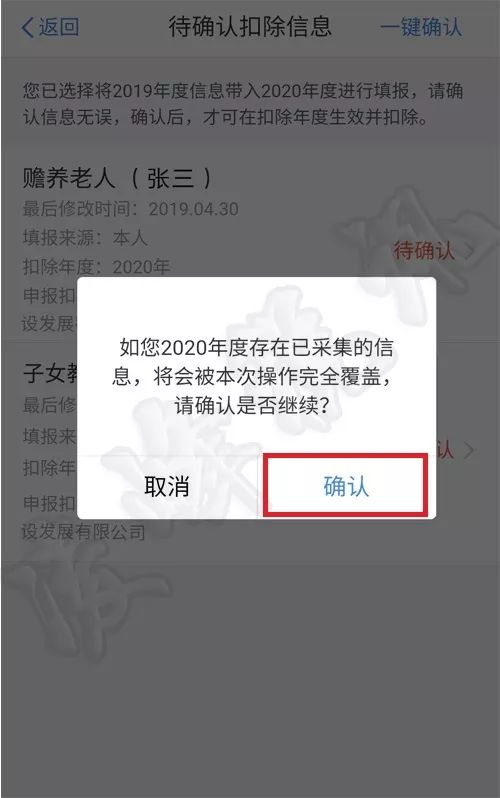 返回
待确认扣除信息
一键确认
您已选择将2019年度信息带入2020年度进行填报，请确
认信息无误，确认后，才可在扣除年度生效并扣除。
赡养老人（张三）
最后修改时间：2019.04.30
填报来源：本人
待确认
扣除年度：2020年
申报扣
设发展
如您2020年度存在已采集的信
息，将会被本次操作完全覆盖，
请确认是否继续？
子女教
最后修
填报来
认
扣除年
取消
确认
申报扣
设发展有限公司